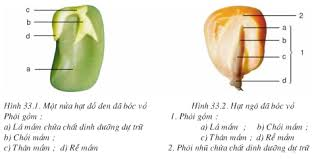 c
b
d
a
1
2
a
b
c
d
Hình 33.1. Một nửa hạt đỗ đen đã bóc vỏ
Phôi gồm :
a) Lá mầm chứa chất dinh dưỡng dự trữ
b) Chồi mầm ;
c) Thân mầm ; d) Rễ mầm
Hình 33.2. Hạt ngô đã bóc vỏ
1. Phôi gồm :
a) Lá mầm ; b) Chồi mầm ;
c) Thân mầm ; d) Rễ mầm
2. Phôi nhũ chứa chất dinh dưỡng dự trữ